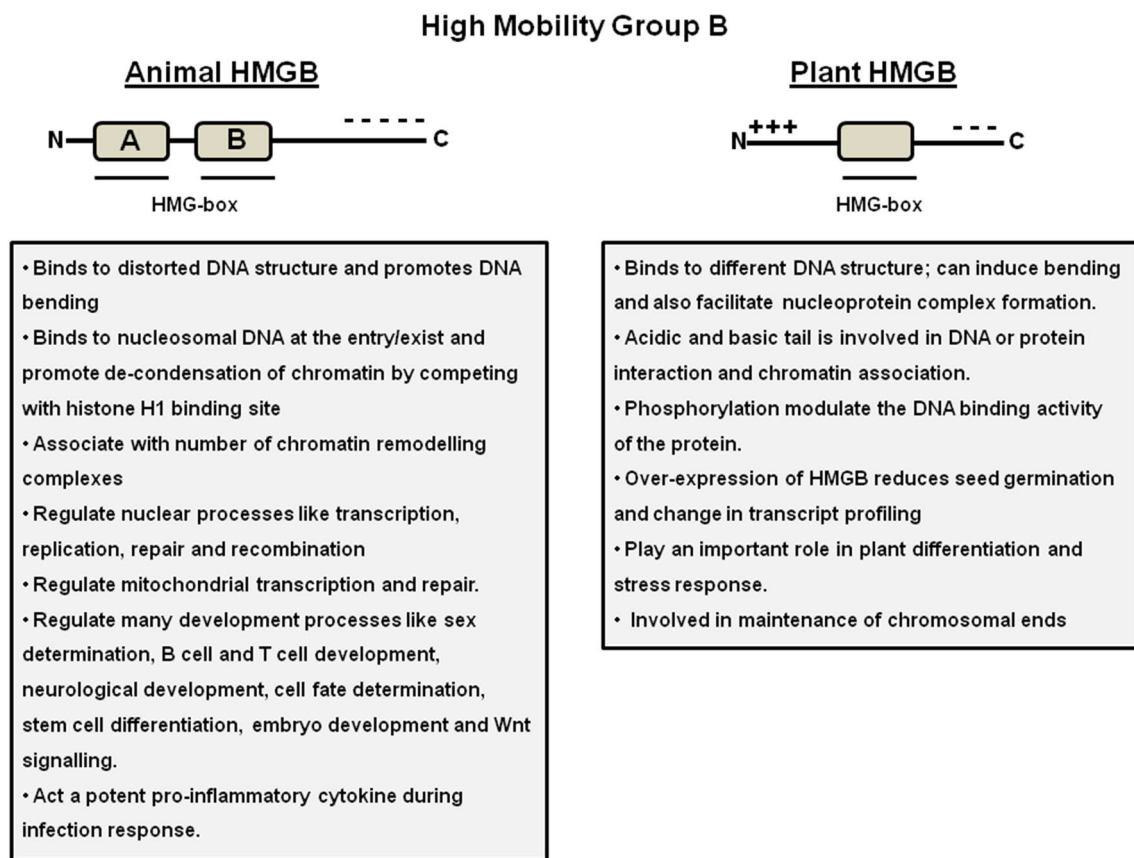 High Mobility Group B
Animal HMGB
N
A
B
- - - - -
C
HMG-box
• Binds to distorted DNA structure and promotes DNA
bending
• Binds to nucleosomal DNA at the entry/exist and
promote de-condensation of chromatin by competing
with histone H1 binding site
• Associate with number of chromatin remodelling
complexes
• Regulate nuclear processes like transcription,
replication, repair and recombination
• Regulate mitochondrial transcription and repair.
• Regulate many development processes like sex
determination, B cell and T cell development,
neurological development, cell fate determination,
stem cell differentiation, embryo development and Wnt
signalling.
• Act a potent pro-inflammatory cytokine during
infection response.
Plant HMGB
N
+++
- - -
C
HMG-box
• Binds to different DNA structure; can induce bending
and also facilitate nucleoprotein complex formation.
• Acidic and basic tail is involved in DNA or protein
interaction and chromatin association.
• Phosphorylation modulate the DNA binding activity
of the protein.
• Over-expression of HMGB reduces seed germination
and change in transcript profiling
• Play an important role in plant differentiation and
stress response.
• Involved in maintenance of chromosomal ends